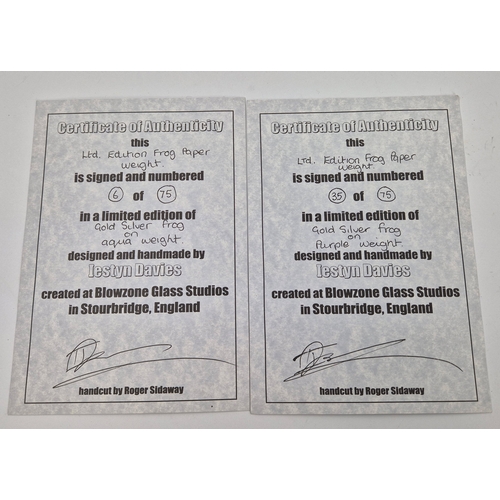 Certificate of Authenticity
this
Ltd. Edition Frog Paper
weight.
is signed and numbered
6 of 75
in a limited edition of
Gold Silver frog
on
aqua weight.
designed and handmade by
Iestyn Davies
created at Blowzone Glass Studios
in Stourbridge, England
handcut by Roger Sidaway
Certificate of Authenticity
this
Ltd. Edition Frog Paper
weight.
is signed and numbered
35 of 75
in a limited edition of
Gold Silver frog
on
Purple weight.
designed and handmade by
Iestyn Davies
created at Blowzone Glass Studios
in Stourbridge, England
handcut by Roger Sidaway